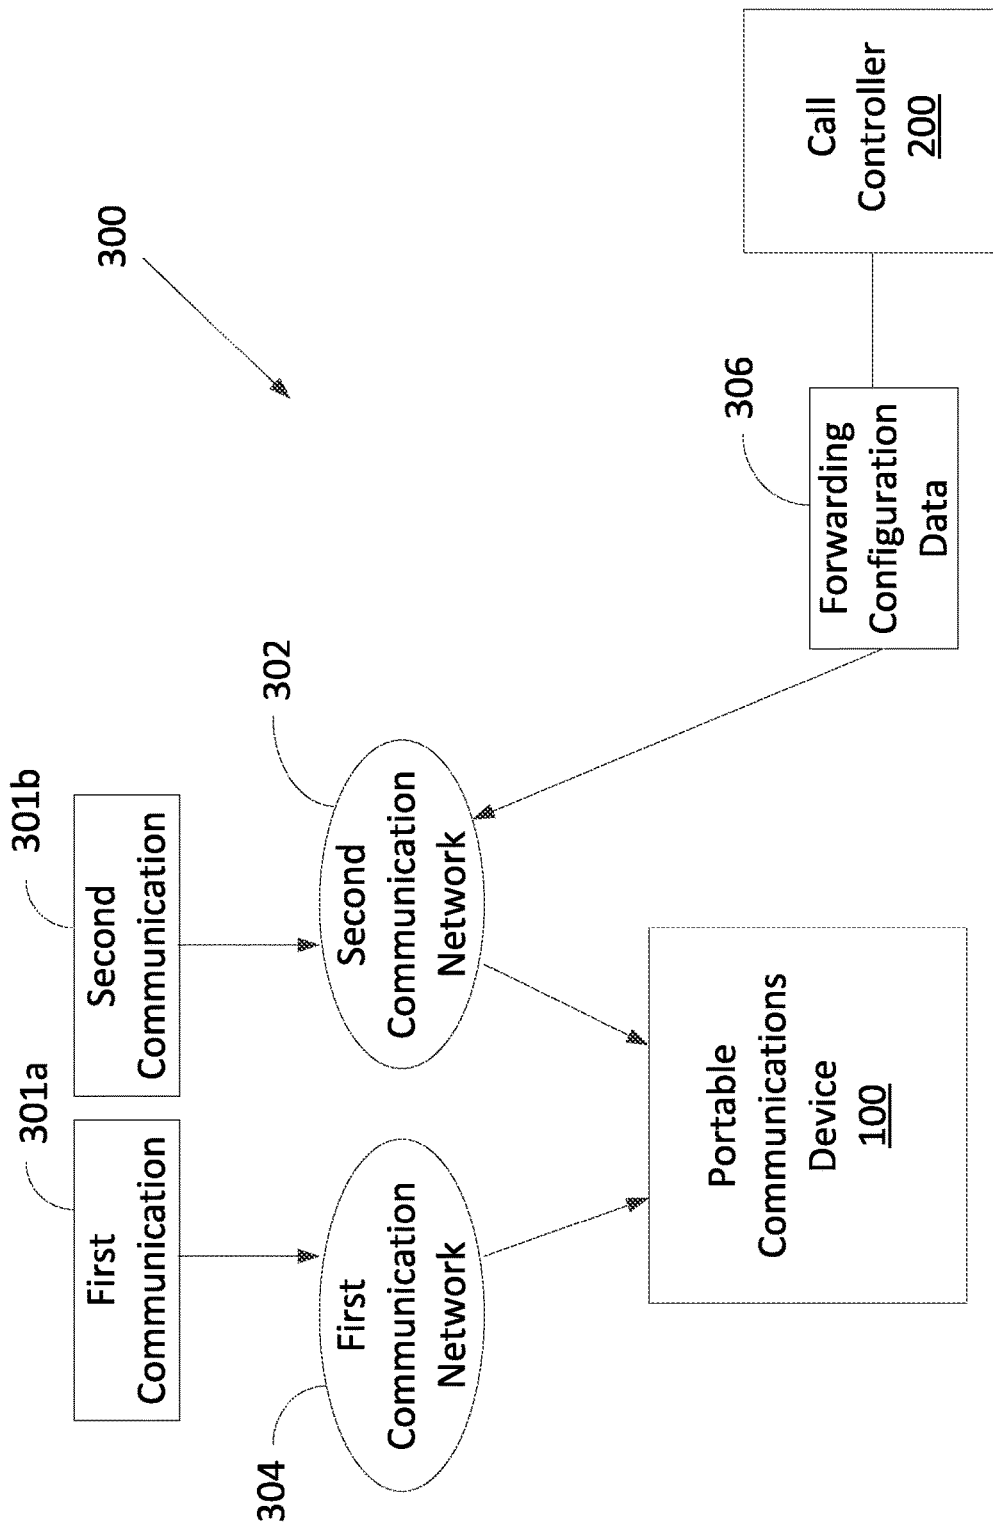 300
301a
301b
First
Communication
Second
Communication
304
302
First
Communication
Network
Second
Communication
Network
306
Portable
Communications
Device
100
Forwarding
Configuration
Data
Call
Controller
200